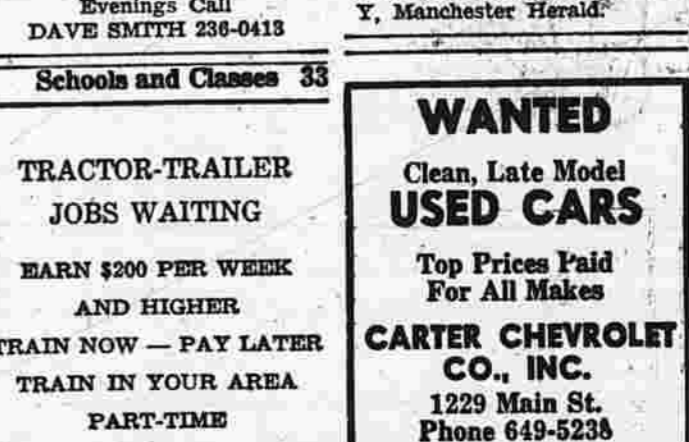 Evenings Call
DAVE SMITH 236-0413
Schools and Classes 33
TRACTOR-TRAILER
JOBS WAITING
EARN $200 PER WEEK
AND HIGHER
TRAIN NOW — PAY LATER
TRAIN IN YOUR AREA
PART-TIME
Y, Manchester Herald.
WANTED
Clean, Late Model
USED CARS
Top Prices Paid
For All Makes
CARTER CHEVROLET
CO., INC.
1229 Main St.
Phone 649-5238